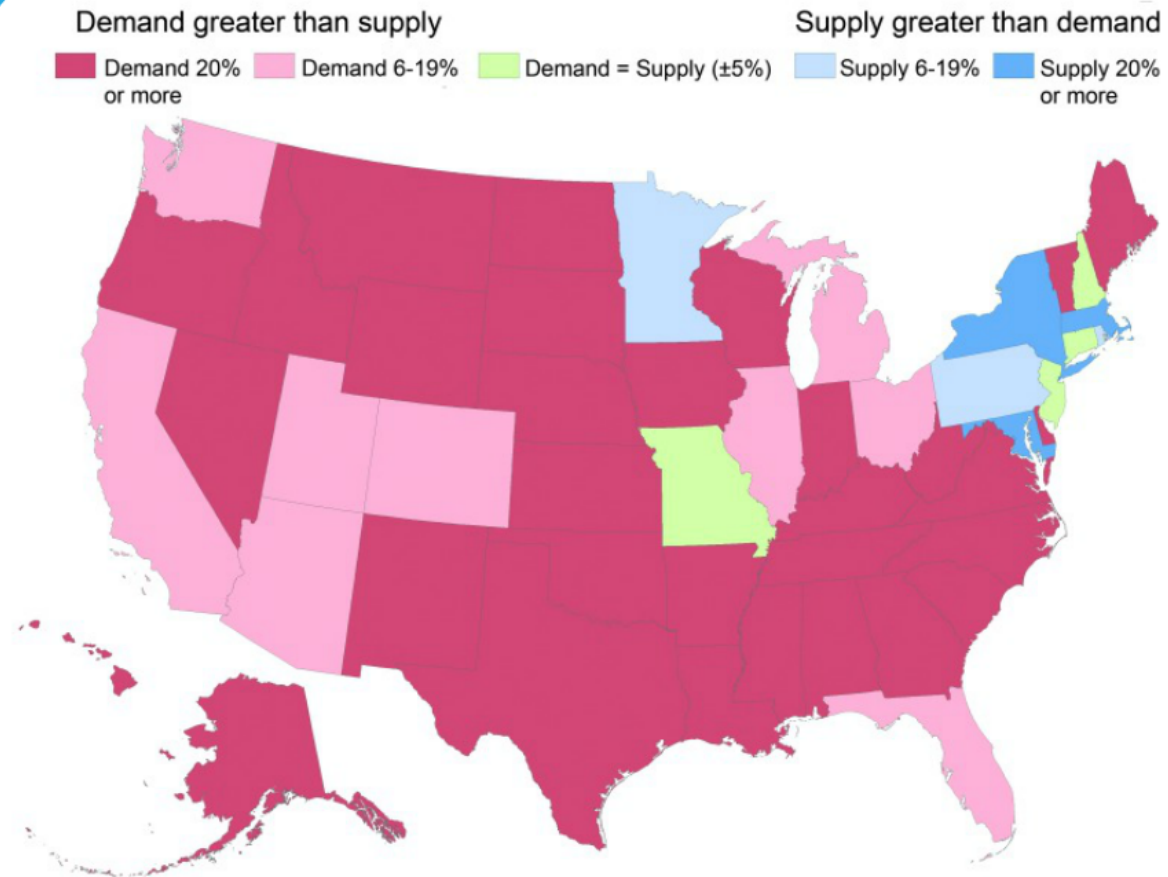 Demand greater than supply
Supply greater than demand
Demand 20%
or more
Demand 6-19%
Demand = Supply (±5%)
Supply 6-19%
Supply 20%
or more